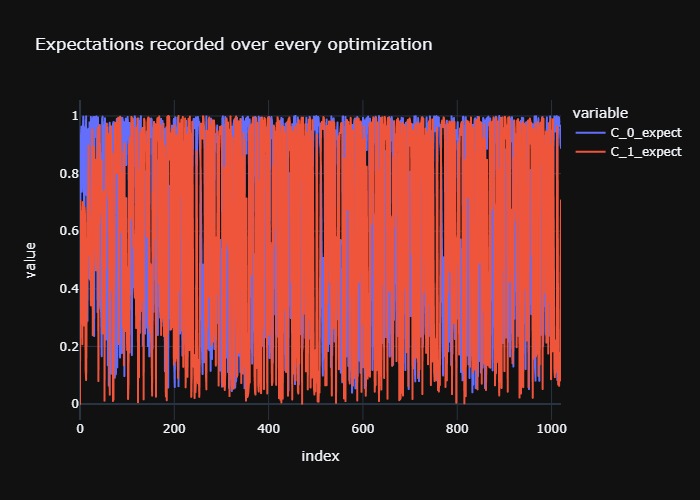 Expectations recorded over every optimization
variable
C_0_expect
C_1_expect
value
1
0.8
0.6
0.4
0.2
0
0 200 400 600 800 1000
index